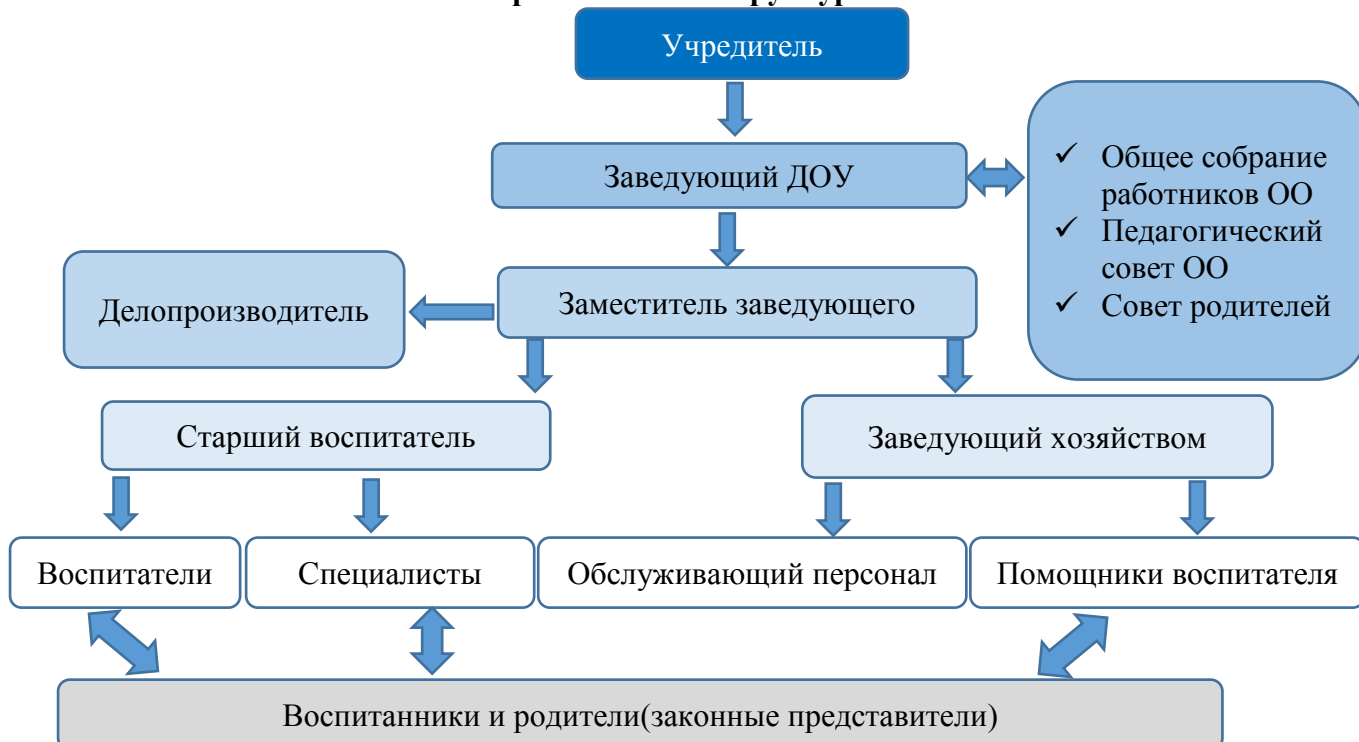 Учредитель
Заведующий ДОУ
✓ Общее собрание
работников ОО
✓ Педагогический
совет ОО
✓ Совет родителей
Делопроизводитель
Заместитель заведующего
Старший воспитатель
Заведующий хозяйством
Воспитатели
Специалисты
Обслуживающий персонал
Помощники воспитателя
Воспитанники и родители(законные представители)